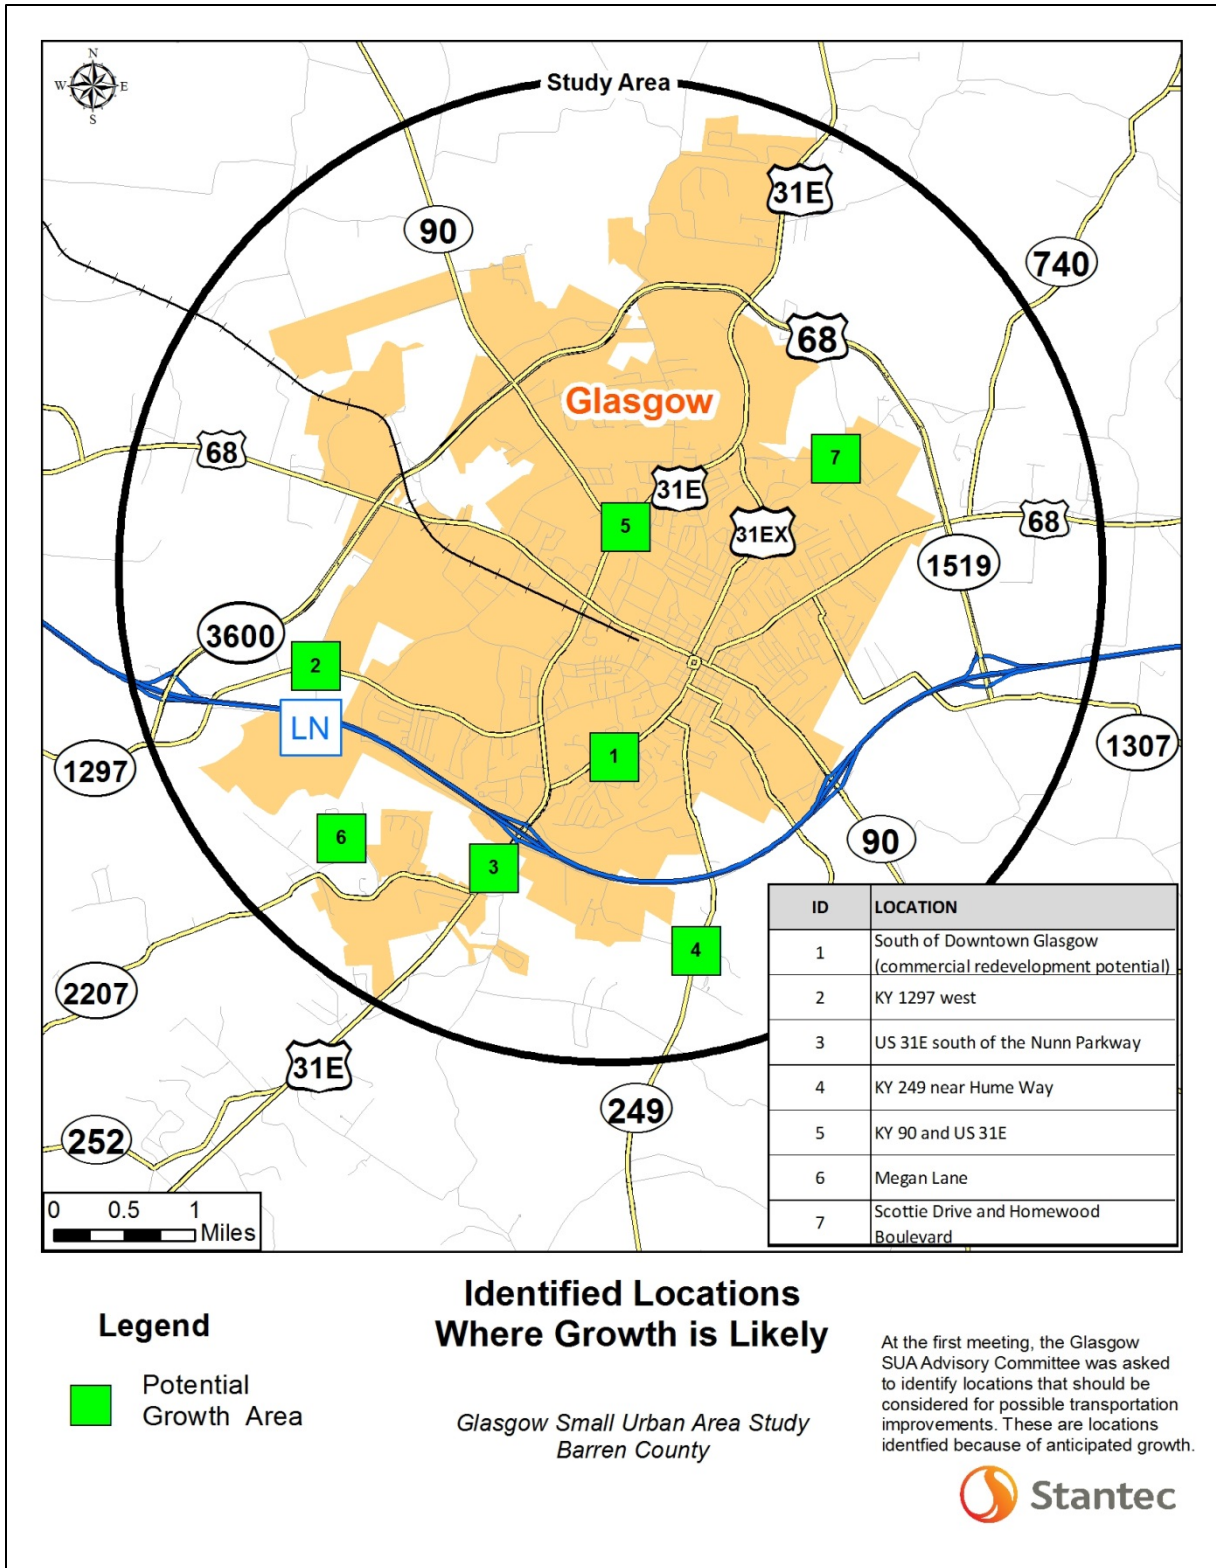 N
W E
S
Study Area
31E
90
740
68
Glasgow
68
7
31E
5
31EX
68
1519
3600
2
LN
1
1297
1307
6
3
90
4
2207
31E
249
252
ID LOCATION
1 South of Downtown Glasgow
(commercial redevelopment potential)
2 KY 1297 west
3 US 31E south of the Nunn Parkway
4 KY 249 near Hume Way
5 KY 90 and US 31E
6 Megan Lane
7 Scottie Drive and Homewood
Boulevard
0 0.5 1
Miles
Legend
Potential
Growth Area
Identified Locations
Where Growth is Likely
Glasgow Small Urban Area Study
Barren County
At the first meeting, the Glasgow
SUA Advisory Committee was asked
to identify locations that should be
considered for possible transportation
improvements. These are locations
identfied because of anticipated growth.
Stantec